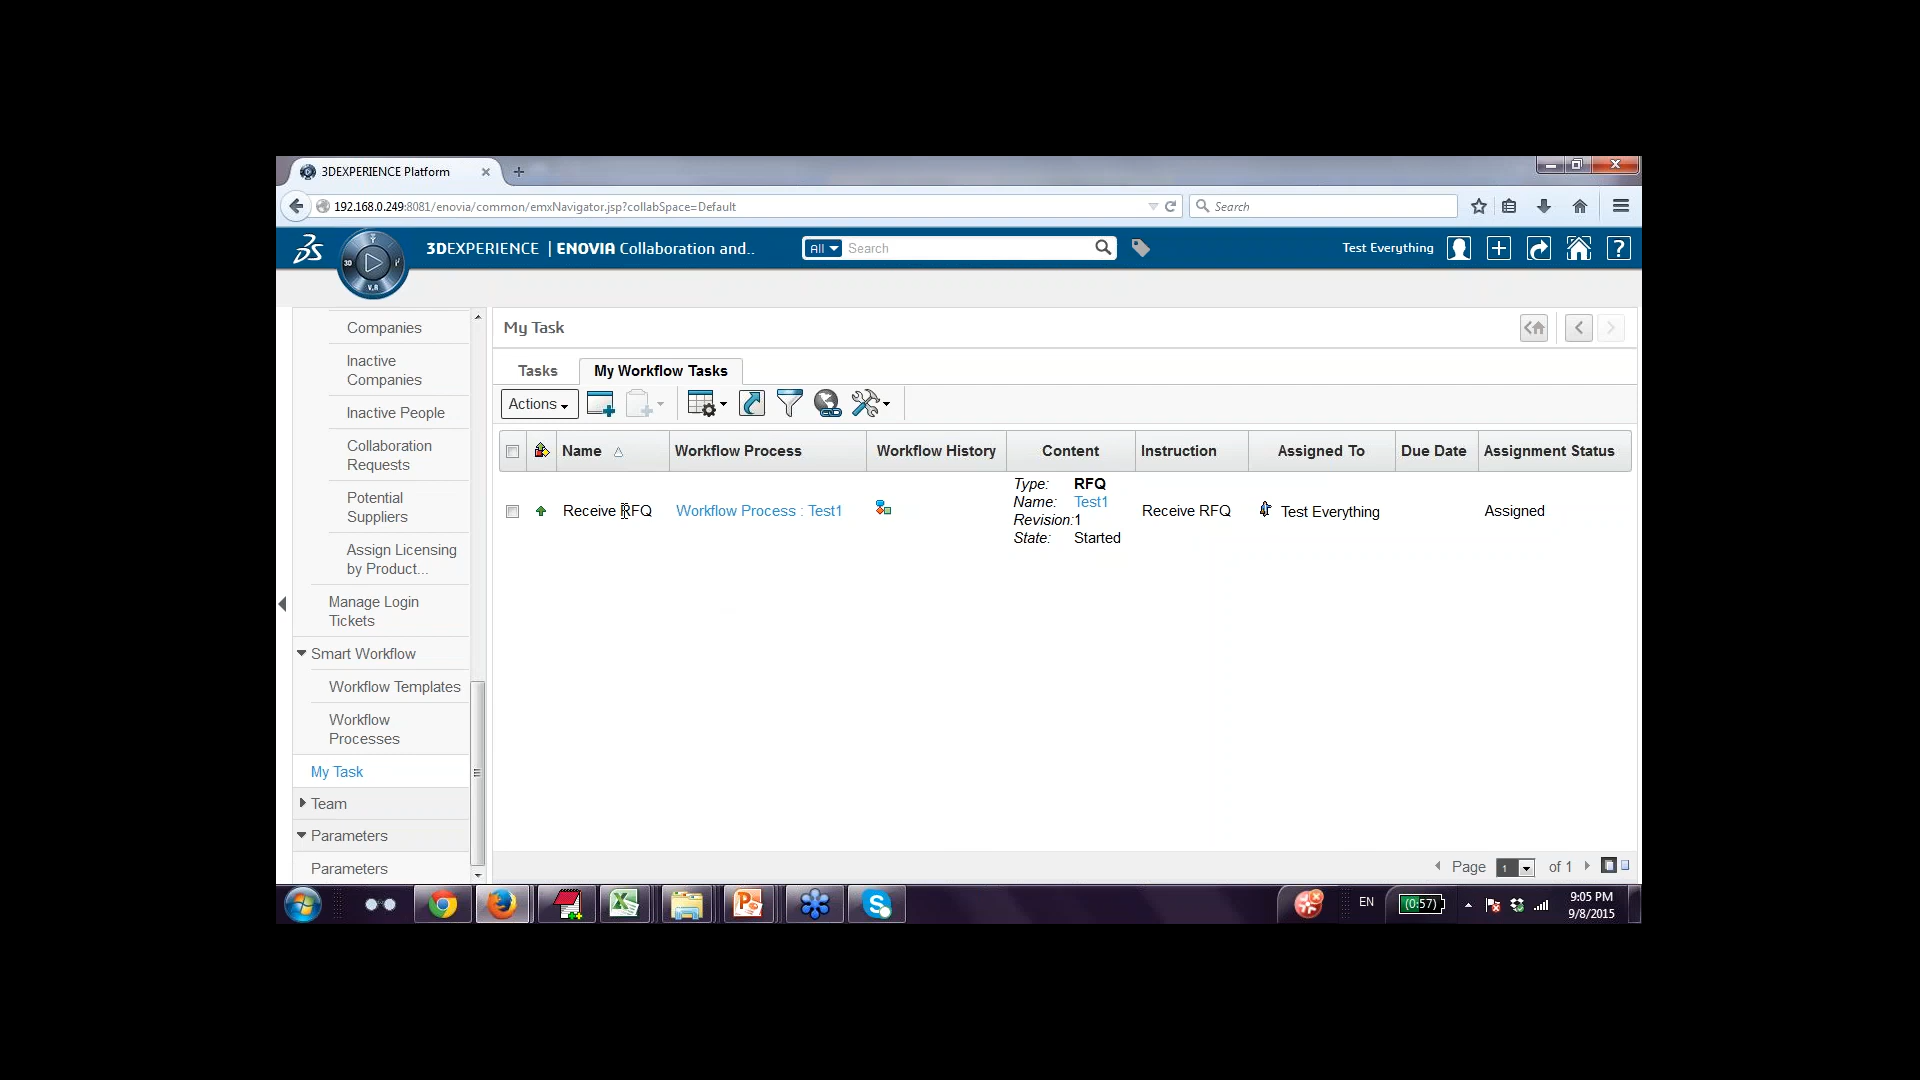 3DEXPERIENCE Platform
192.168.0.249:8081/enovia/common/emxNavigator.jsp?collabSpace=Default
Search
3DEXPERIENCE | ENOVIA Collaboration and..
All
Search
Test Everything
3D
V.R
Companies
Inactive
Companies
Inactive People
Collaboration
Requests
Potential
Suppliers
Assign Licensing
by Product...
Manage Login
Tickets
Smart Workflow
Workflow Templates
Workflow
Processes
My Task
Team
Parameters
Parameters
My Task
Tasks
My Workflow Tasks
Actions
Name
Workflow Process
Workflow History
Content
Instruction
Assigned To
Due Date
Assignment Status
Receive RFQ
Workflow Process : Test1
Type: RFQ
Name: Test1
Revision:1
State: Started
Receive RFQ
Test Everything
Assigned
Page 1 of 1
EN
(0:57)
9:05 PM
9/8/2015